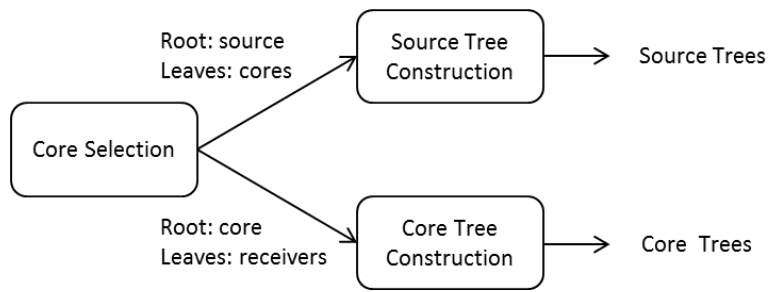 Root: source
Leaves: cores
Source Tree
Construction
Source Trees
Core Selection
Root: core
Leaves: receivers
Core Tree
Construction
Core Trees